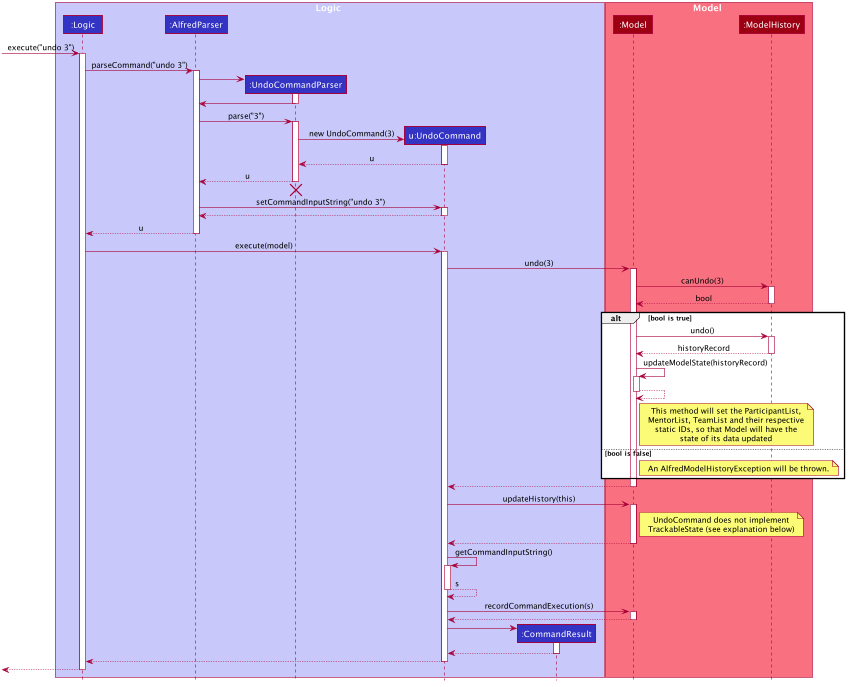 Logic
Model
:Logic
:AlfredParser
:Model
:ModelHistory
execute("undo 3")
parseCommand("undo 3")
:UndoCommandParser
parse("3")
new UndoCommand(3)
u:UndoCommand
u
u
setCommandInputString("undo 3")
u
execute(model)
undo(3)
canUndo(3)
bool
alt
[bool is true]
undo()
historyRecord
updateModelState(historyRecord)
This method will set the ParticipantList,
MentorList, TeamList and their respective
static IDs, so that Model will have the
state of its data updated
[bool is false]
An AlfredModelHistoryException will be thrown.
updateHistory(this)
UndoCommand does not implement
TrackableState (see explanation below)
getCommandInputString()
s
recordCommandExecution(s)
:CommandResult